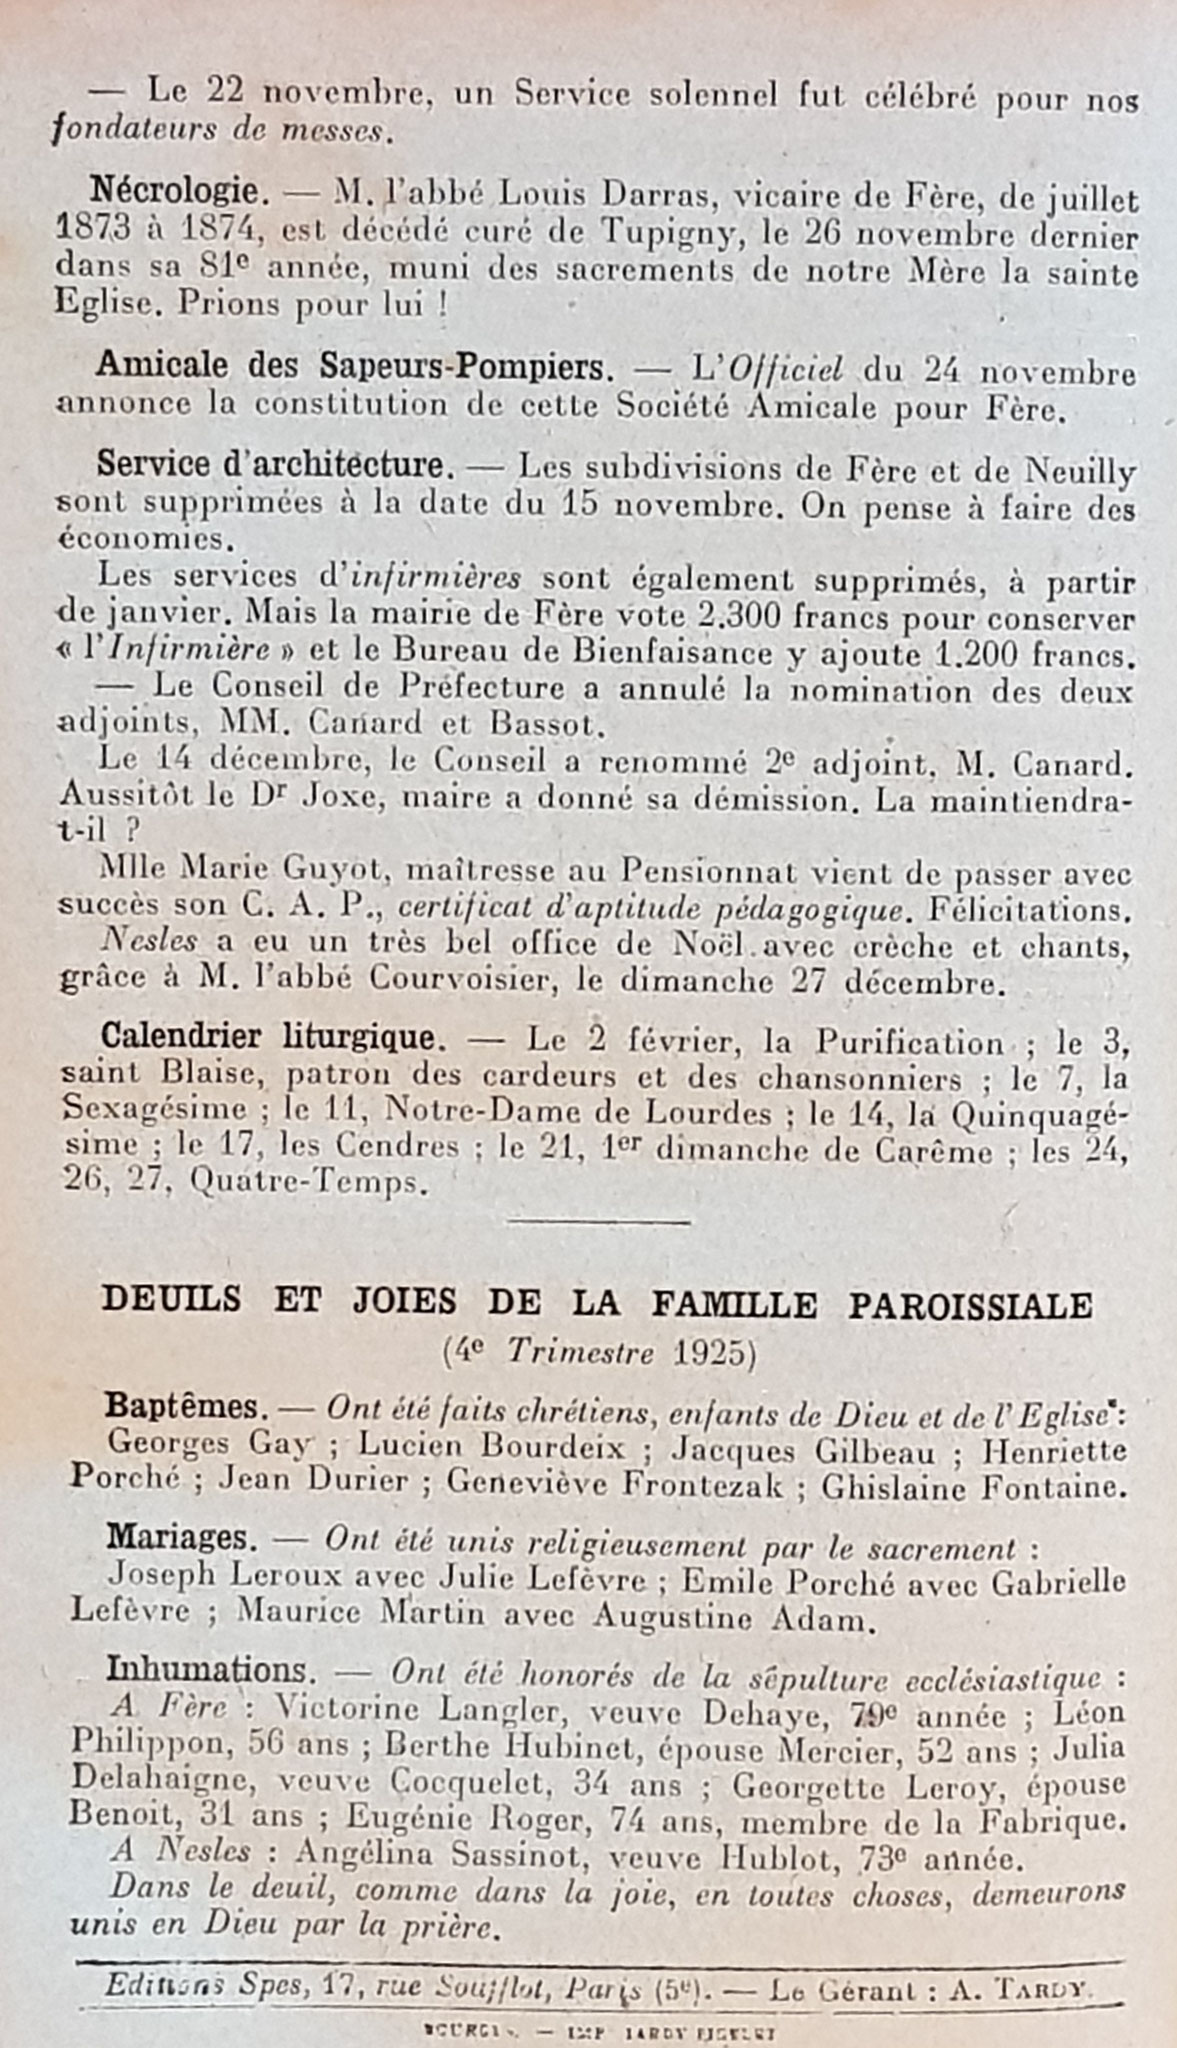 — Le 22 novembre, un Service solennel fut célébré pour nos
fondateurs de messes.
Nécrologie. — M. l'abbé Louis Darras, vicaire de Fère, de juillet
1873 à 1874, est décédé curé de Tupigny, le 26 novembre dernier
dans sa 81e année, muni des sacrements de notre Mère la sainte
Eglise. Prions pour lui !
Amicale des Sapeurs-Pompiers. — L'Officiel du 24 novembre
annonce la constitution de cette Société Amicale pour Fère.
Service d'architecture. — Les subdivisions de Fère et de Neuilly
sont supprimées à la date du 15 novembre. On pense à faire des
économies.
Les services d'infirmières sont également supprimés, à partir
de janvier. Mais la mairie de Fère vote 2.300 francs pour conserver
« l'Infirmière » et le Bureau de Bienfaisance y ajoute 1.200 francs.
— Le Conseil de Préfecture a annulé la nomination des deux
adjoints, MM. Canard et Bassot.
Le 14 décembre, le Conseil a renommé 2e adjoint, M. Canard.
Aussitôt le Dr Joxe, maire a donné sa démission. La maintiendra-
t-il ?
Mlle Marie Guyot, maîtresse au Pensionnat vient de passer avec
succès son C. A. P., certificat d'aptitude pédagogique. Félicitations.
Nesles a eu un très bel office de Noël avec crèche et chants,
grâce à M. l'abbé Courvoisier, le dimanche 27 décembre.
Calendrier liturgique. — Le 2 février, la Purification ; le 3,
saint Blaise, patron des cardeurs et des chansonniers ; le 7, la
Sexagésime ; le 11, Notre-Dame de Lourdes ; le 14, la Quinquagé-
sime ; le 17, les Cendres ; le 21, 1er dimanche de Carême ; les 24,
26, 27, Quatre-Temps.
DEUILS ET JOIES DE LA FAMILLE PAROISSIALE
(4e Trimestre 1925)
Baptêmes. — Ont été faits chrétiens, enfants de Dieu et de l'Eglise :
Georges Gay ; Lucien Bourdeix ; Jacques Gilbeau ; Henriette
Porché ; Jean Durier ; Geneviève Frontezak ; Ghislaine Fontaine.
Mariages. — Ont été unis religieusement par le sacrement :
Joseph Leroux avec Julie Lefèvre ; Emile Porché avec Gabrielle
Lefèvre ; Maurice Martin avec Augustine Adam.
Inhumations. — Ont été honorés de la sépulture ecclésiastique :
A Fère : Victorine Langler, veuve Dehaye, 79e année ; Léon
Philippon, 56 ans ; Berthe Hubinet, épouse Mercier, 52 ans ; Julia
Delahaigne, veuve Cocquelet, 34 ans ; Georgette Leroy, épouse
Benoit, 31 ans ; Eugénie Roger, 74 ans, membre de la Fabrique.
A Nesles : Angélina Sassinot, veuve Hublot, 73e année.
Dans le deuil, comme dans la joie, en toutes choses, demeurons
unis en Dieu par la prière.
Editions Spes, 17, rue Soufflot, Paris (5e). — Le Gérant : A. TARDY.
— IMP TARDY